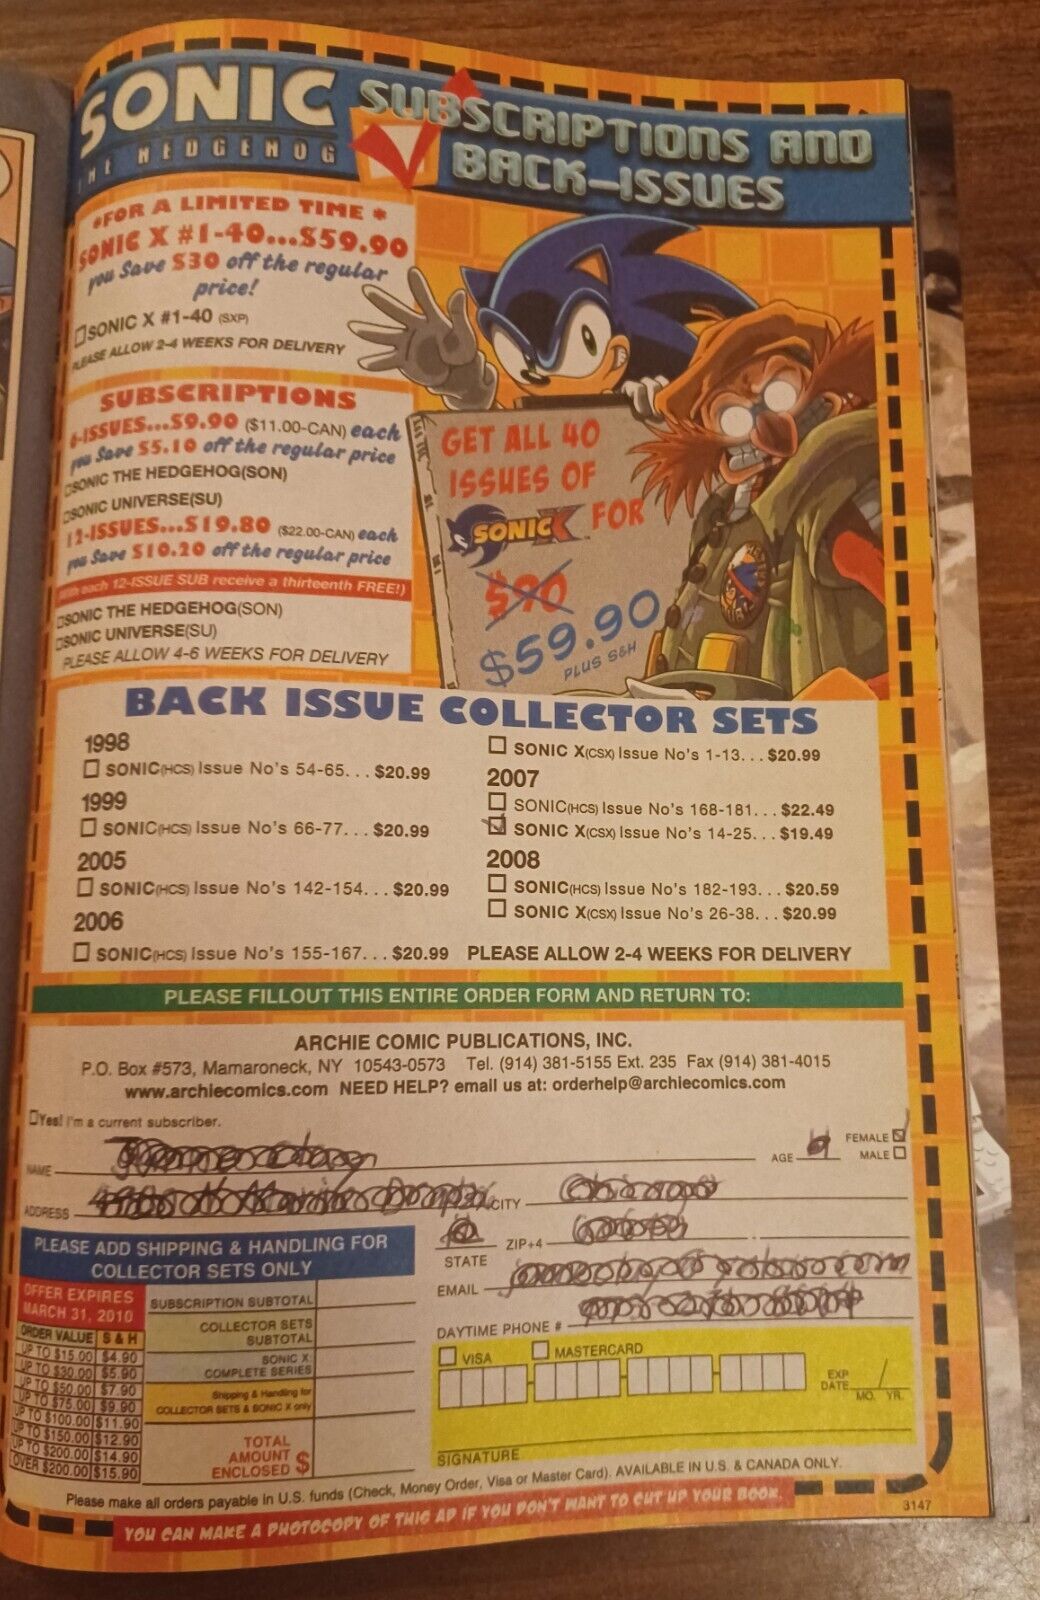 SONIC
THE HEDGEHOG
SUBSCRIPTIONS AND
BACK-ISSUES
*FOR A LIMITED TIME *
SONIC X #1-40...$59.90
you Save $30 off the regular
price!
SONIC X #1-40 (SXP)
PLEASE ALLOW 2-4 WEEKS FOR DELIVERY
SUBSCRIPTIONS
6-ISSUES...$9.90 ($11.00-CAN) each
you Save $5.10 off the regular price
SONIC THE HEDGEHOG(SON)
SONIC UNIVERSE(SU)
12-ISSUES...$19.80 ($22.00-CAN) each
you Save $10.20 off the regular price
(With each 12-ISSUE SUB receive a thirteenth FREE!)
SONIC THE HEDGEHOG(SON)
SONIC UNIVERSE(SU)
PLEASE ALLOW 4-6 WEEKS FOR DELIVERY
GET ALL 40
ISSUES OF
SONIC X FOR
$90
$59.90
PLUS S&H
BACK ISSUE COLLECTOR SETS
1998
SONIC(HCS) Issue No's 54-65... $20.99
1999
SONIC(HCS) Issue No's 66-77... $20.99
2005
SONIC(HCS) Issue No's 142-154... $20.99
2006
SONIC(HCS) Issue No's 155-167... $20.99
SONIC X(CSX) Issue No's 1-13... $20.99
2007
SONIC(HCS) Issue No's 168-181... $22.49
SONIC X(CSX) Issue No's 14-25... $19.49
2008
SONIC(HCS) Issue No's 182-193... $20.59
SONIC X(CSX) Issue No's 26-38... $20.99
PLEASE ALLOW 2-4 WEEKS FOR DELIVERY
PLEASE FILLOUT THIS ENTIRE ORDER FORM AND RETURN TO:
ARCHIE COMIC PUBLICATIONS, INC.
P.O. Box #573, Mamaroneck, NY 10543-0573 Tel. (914) 381-5155 Ext. 235 Fax (914) 381-4015
www.archiecomics.com NEED HELP? email us at: orderhelp@archiecomics.com
Yes! I'm a current subscriber.
NAME
AGE
FEMALE
MALE
ADDRESS
CITY
STATE
ZIP+4
EMAIL
DAYTIME PHONE #
PLEASE ADD SHIPPING & HANDLING FOR
COLLECTOR SETS ONLY
OFFER EXPIRES
MARCH 31, 2010
ORDER VALUE S & H
UP TO $15.00 $4.90
UP TO $30.00 $5.90
UP TO $50.00 $7.90
UP TO $75.00 $9.90
UP TO $100.00 $11.90
UP TO $150.00 $12.90
UP TO $200.00 $14.90
OVER $200.00 $15.90
SUBSCRIPTION SUBTOTAL
COLLECTOR SETS
SUBTOTAL
SONIC X
COMPLETE SERIES
Shipping & Handling for
COLLECTOR SETS & SONIC X only
TOTAL
AMOUNT
ENCLOSED $
VISA
MASTERCARD
EXP
DATE
MO. YR.
SIGNATURE
Please make all orders payable in U.S. funds (Check, Money Order, Visa or Master Card). AVAILABLE IN U.S. & CANADA ONLY.
YOU CAN MAKE A PHOTOCOPY OF THIS AD IF YOU DON'T WANT TO CUT UP YOUR BOOK.
3147